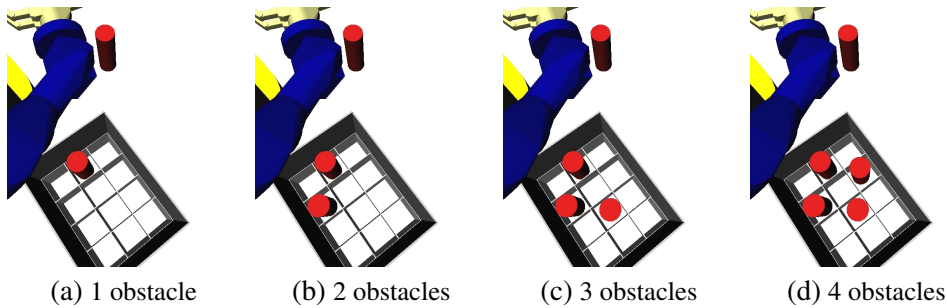 (a) 1 obstacle
(b) 2 obstacles
(c) 3 obstacles
(d) 4 obstacles